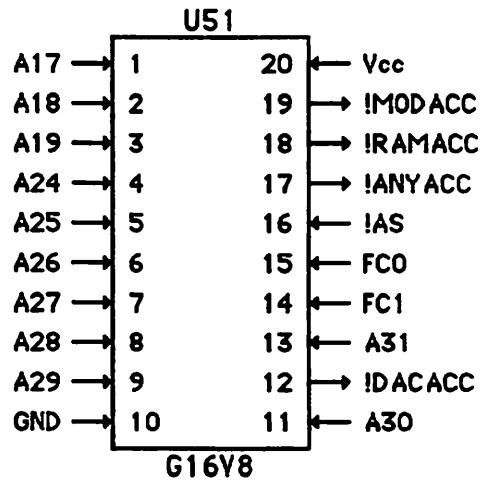 U51
A17 1 20 Vcc
A18 2 19 !MODACC
A19 3 18 !RAMACC
A24 4 17 !ANYACC
A25 5 16 !AS
A26 6 15 FC0
A27 7 14 FC1
A28 8 13 A31
A29 9 12 !DACACC
GND 10 11 A30
G16V8